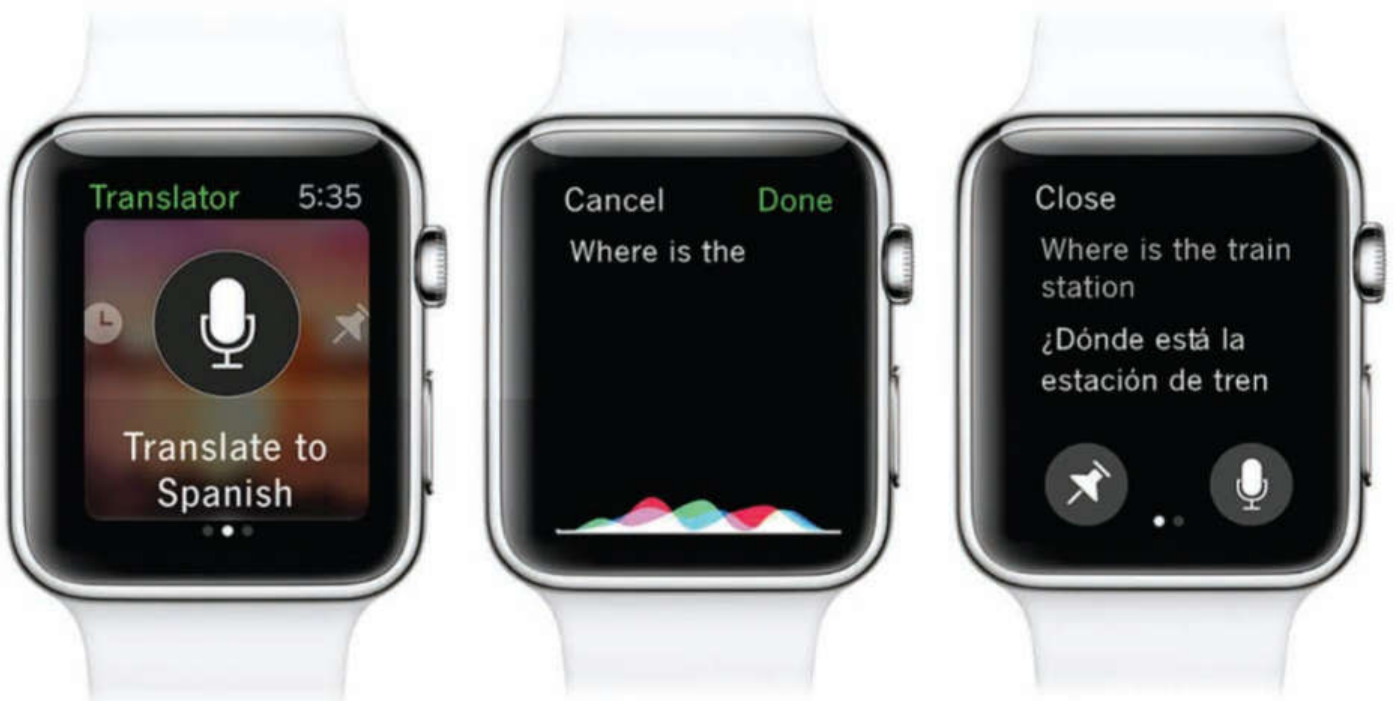 Translator 5:35
Translate to
Spanish
Cancel Done
Where is the
Close
Where is the train
station
¿Dónde está la
estación de tren